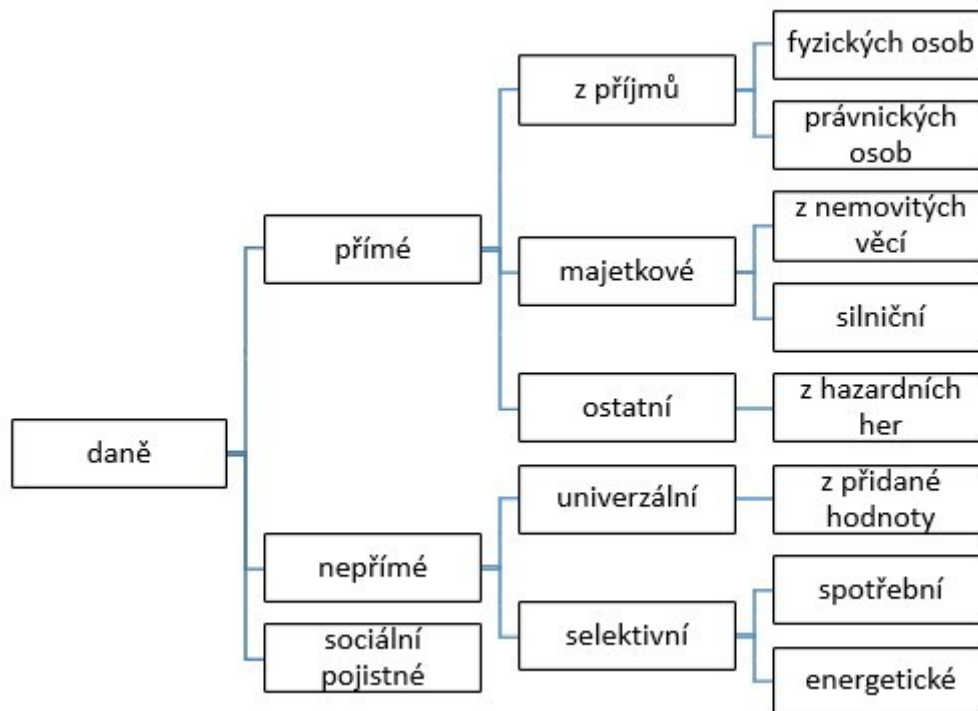 daně
přímé
z příjmů
fyzických osob
právnických
osob
majetkové
z nemovitých
věcí
silniční
ostatní
z hazardních
her
nepřímé
univerzální
z přidané
hodnoty
selektivní
spotřební
energetické
sociální
pojistné